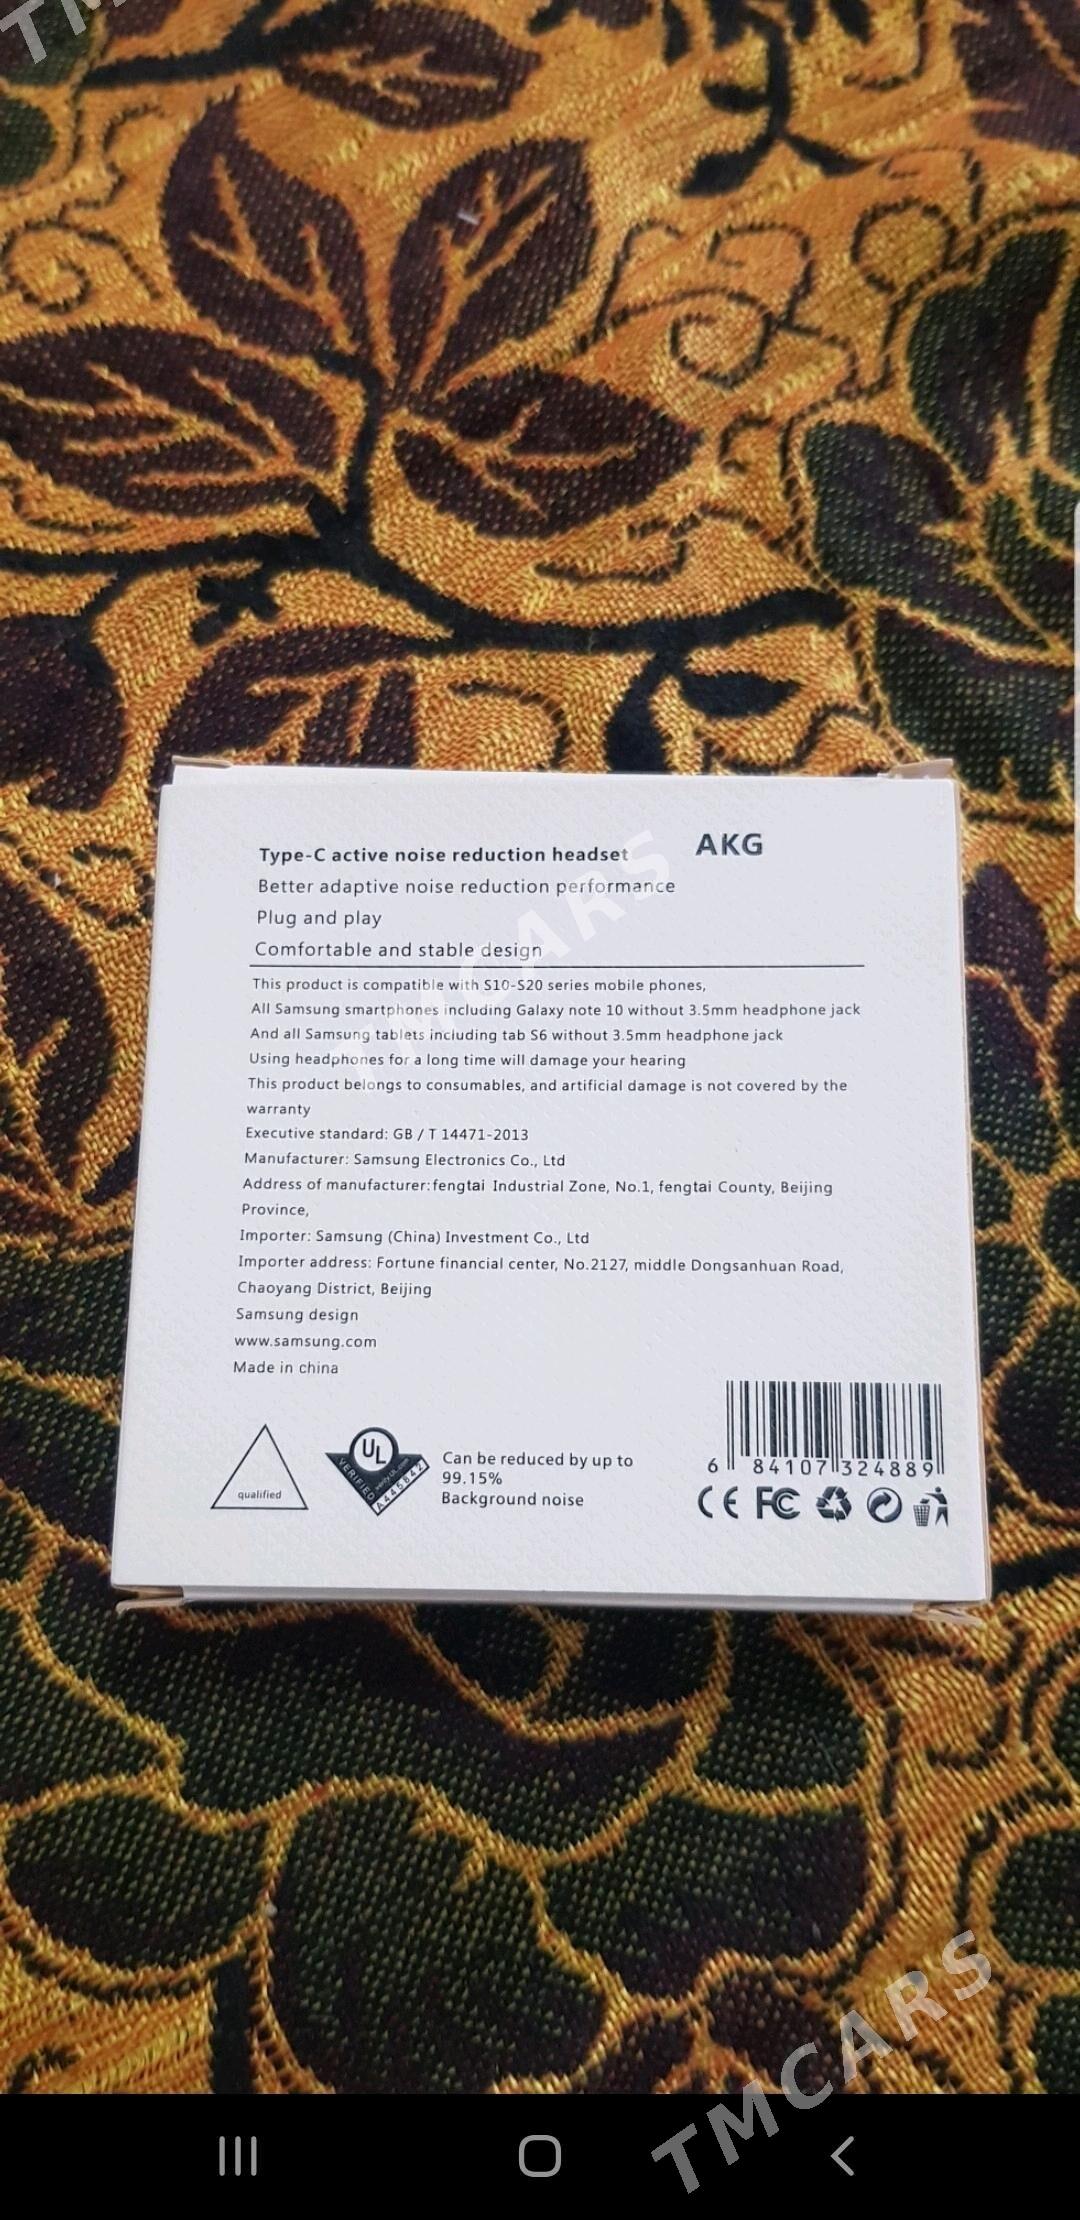 TM
Type-C active noise reduction headset
AKG
Better adaptive noise reduction performance
Plug and play
Comfortable and stable design
This product is compatible with S10-S20 series mobile phones,
All Samsung smartphones including Galaxy note 10 without 3.5mm headphone jack
And all Samsung tablets including tab S6 without 3.5mm headphone jack
Using headphones for a long time will damage your hearing
This product belongs to consumables, and artificial damage is not covered by the
warranty
Executive standard: GB / T 14471-2013
Manufacturer: Samsung Electronics Co., Ltd
Address of manufacturer:fengtai Industrial Zone, No.1, fengtai County, Beijing
Province,
Importer: Samsung (China) Investment Co., Ltd
Importer address: Fortune financial center, No.2127, middle Dongsanhuan Road,
Chaoyang District, Beijing
Samsung design
www.samsung.com
Made in china
qualified
UL
VERIFIED
verify.UL.com
A445842
Can be reduced by up to
99.15%
Background noise
6 84107 324889
CE FC
TMCARS
TMCARS